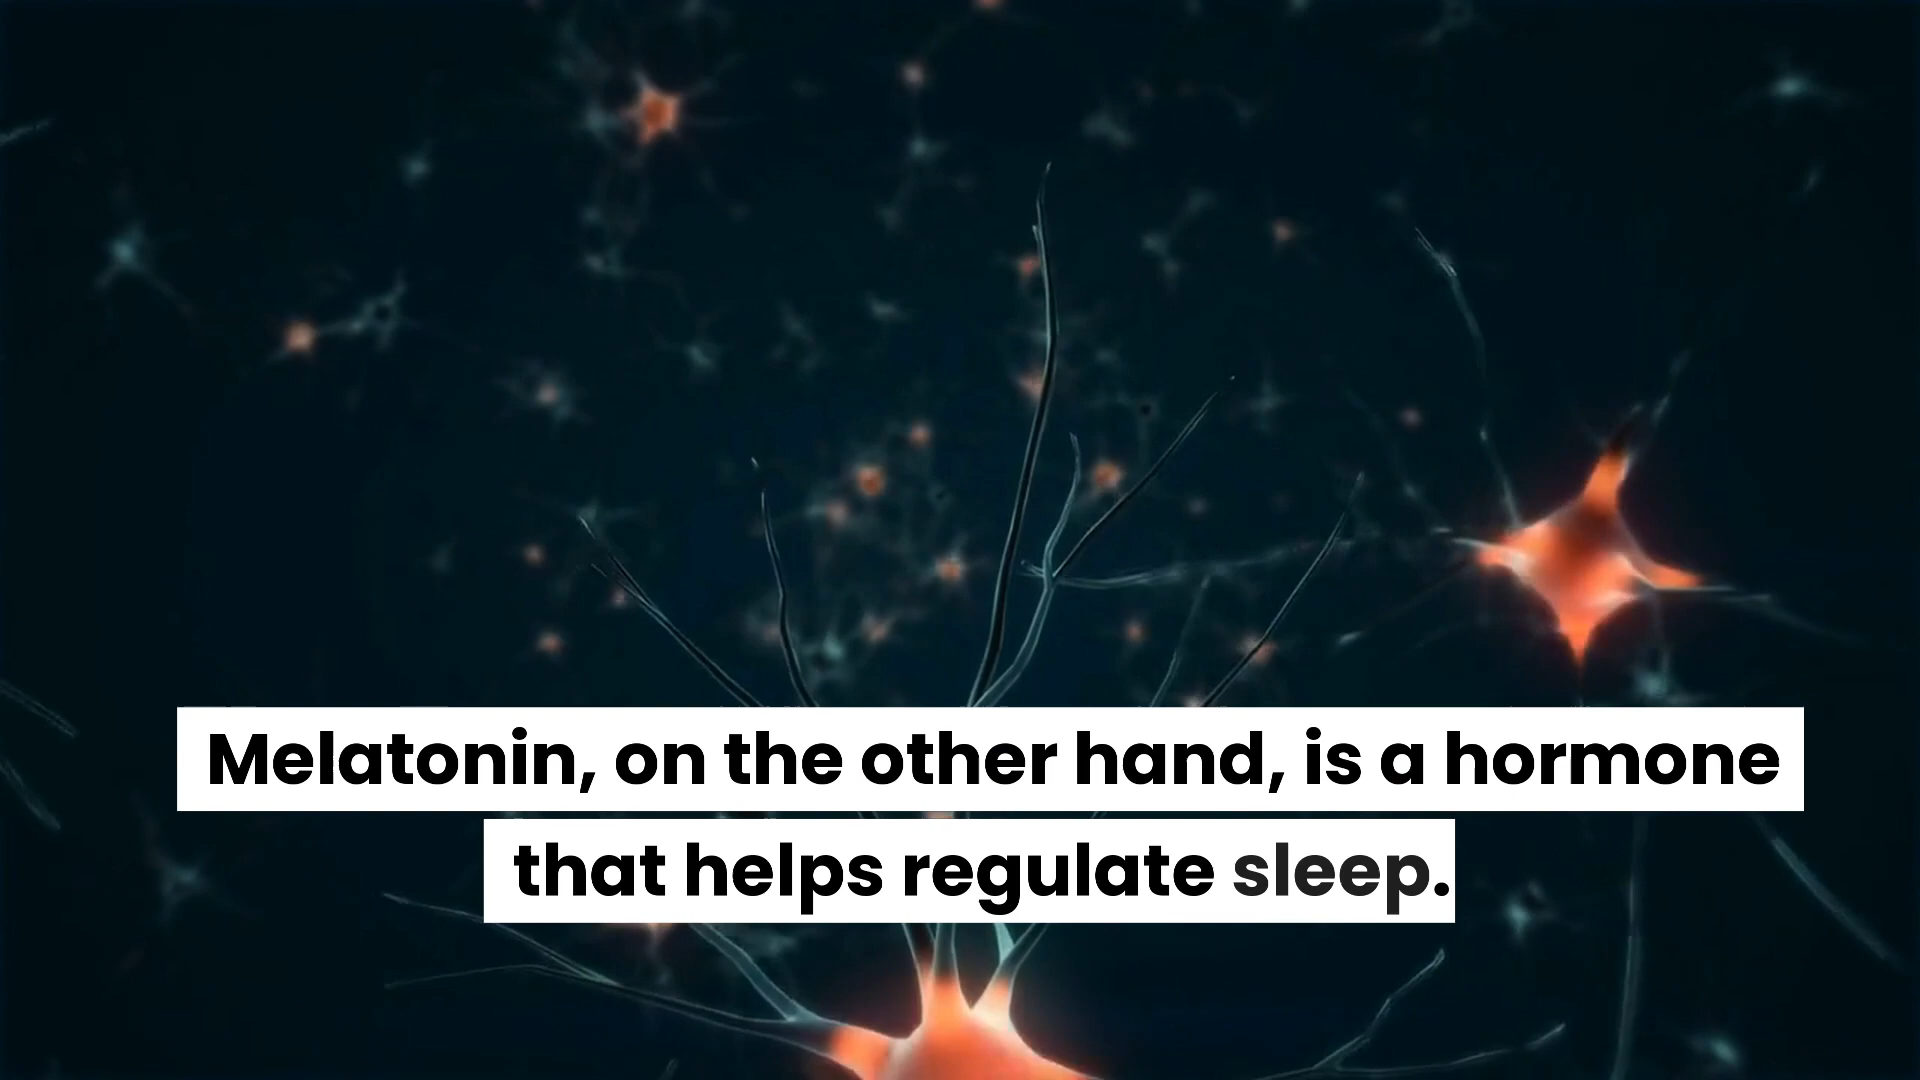 Melatonin, on the other hand, is a hormone
that helps regulate sleep.